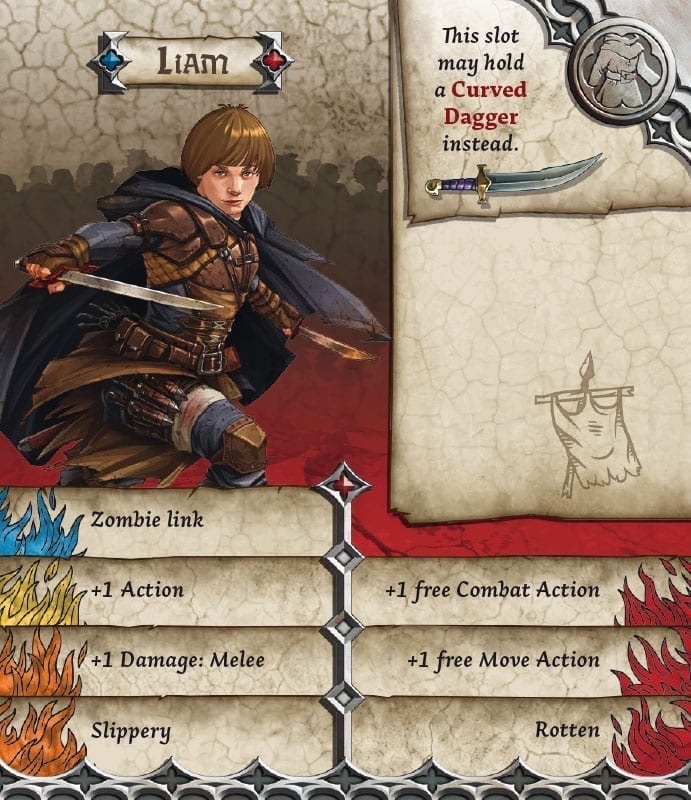 Liam
This slot
may hold
a Curved
Dagger
instead.
Zombie link
+1 Action
+1 Damage: Melee
Slippery
+1 free Combat Action
+1 free Move Action
Rotten